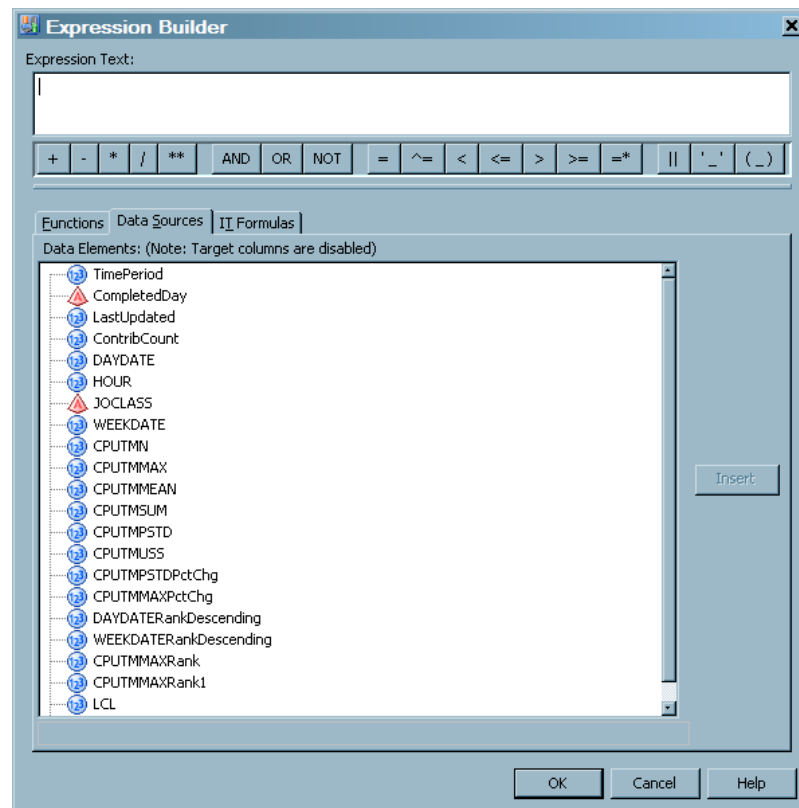 Expression Builder
Expression Text:
+ - * / ** AND OR NOT = ^= < <= > >= =* || '_' (_)
Functions Data Sources IT Formulas
Data Elements: (Note: Target columns are disabled)
TimePeriod
CompletedDay
LastUpdated
ContribCount
DAYDATE
HOUR
JOCLASS
WEEKDATE
CPUTMN
CPUTMMAX
CPUTMMEAN
CPUTMSUM
CPUTMPSTD
CPUTMUSS
CPUTMPSTDPctChg
CPUTMMAXPctChg
DAYDATERankDescending
WEEKDATERankDescending
CPUTMMAXRank
CPUTMMAXRank1
LCL
Insert
OK Cancel Help